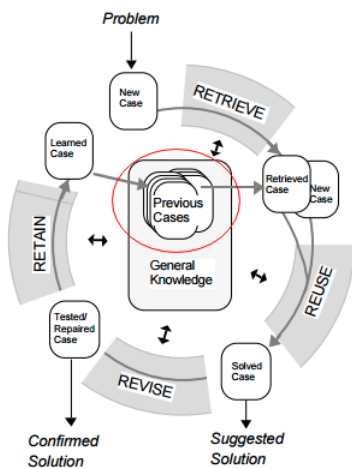 Problem
New
Case
RETRIEVE
Learned
Case
Retrieved
Case
New
Case
Previous
Cases
General
Knowledge
RETAIN
REUSE
Tested/
Repaired
Case
REVISE
Solved
Case
Confirmed
Solution
Suggested
Solution